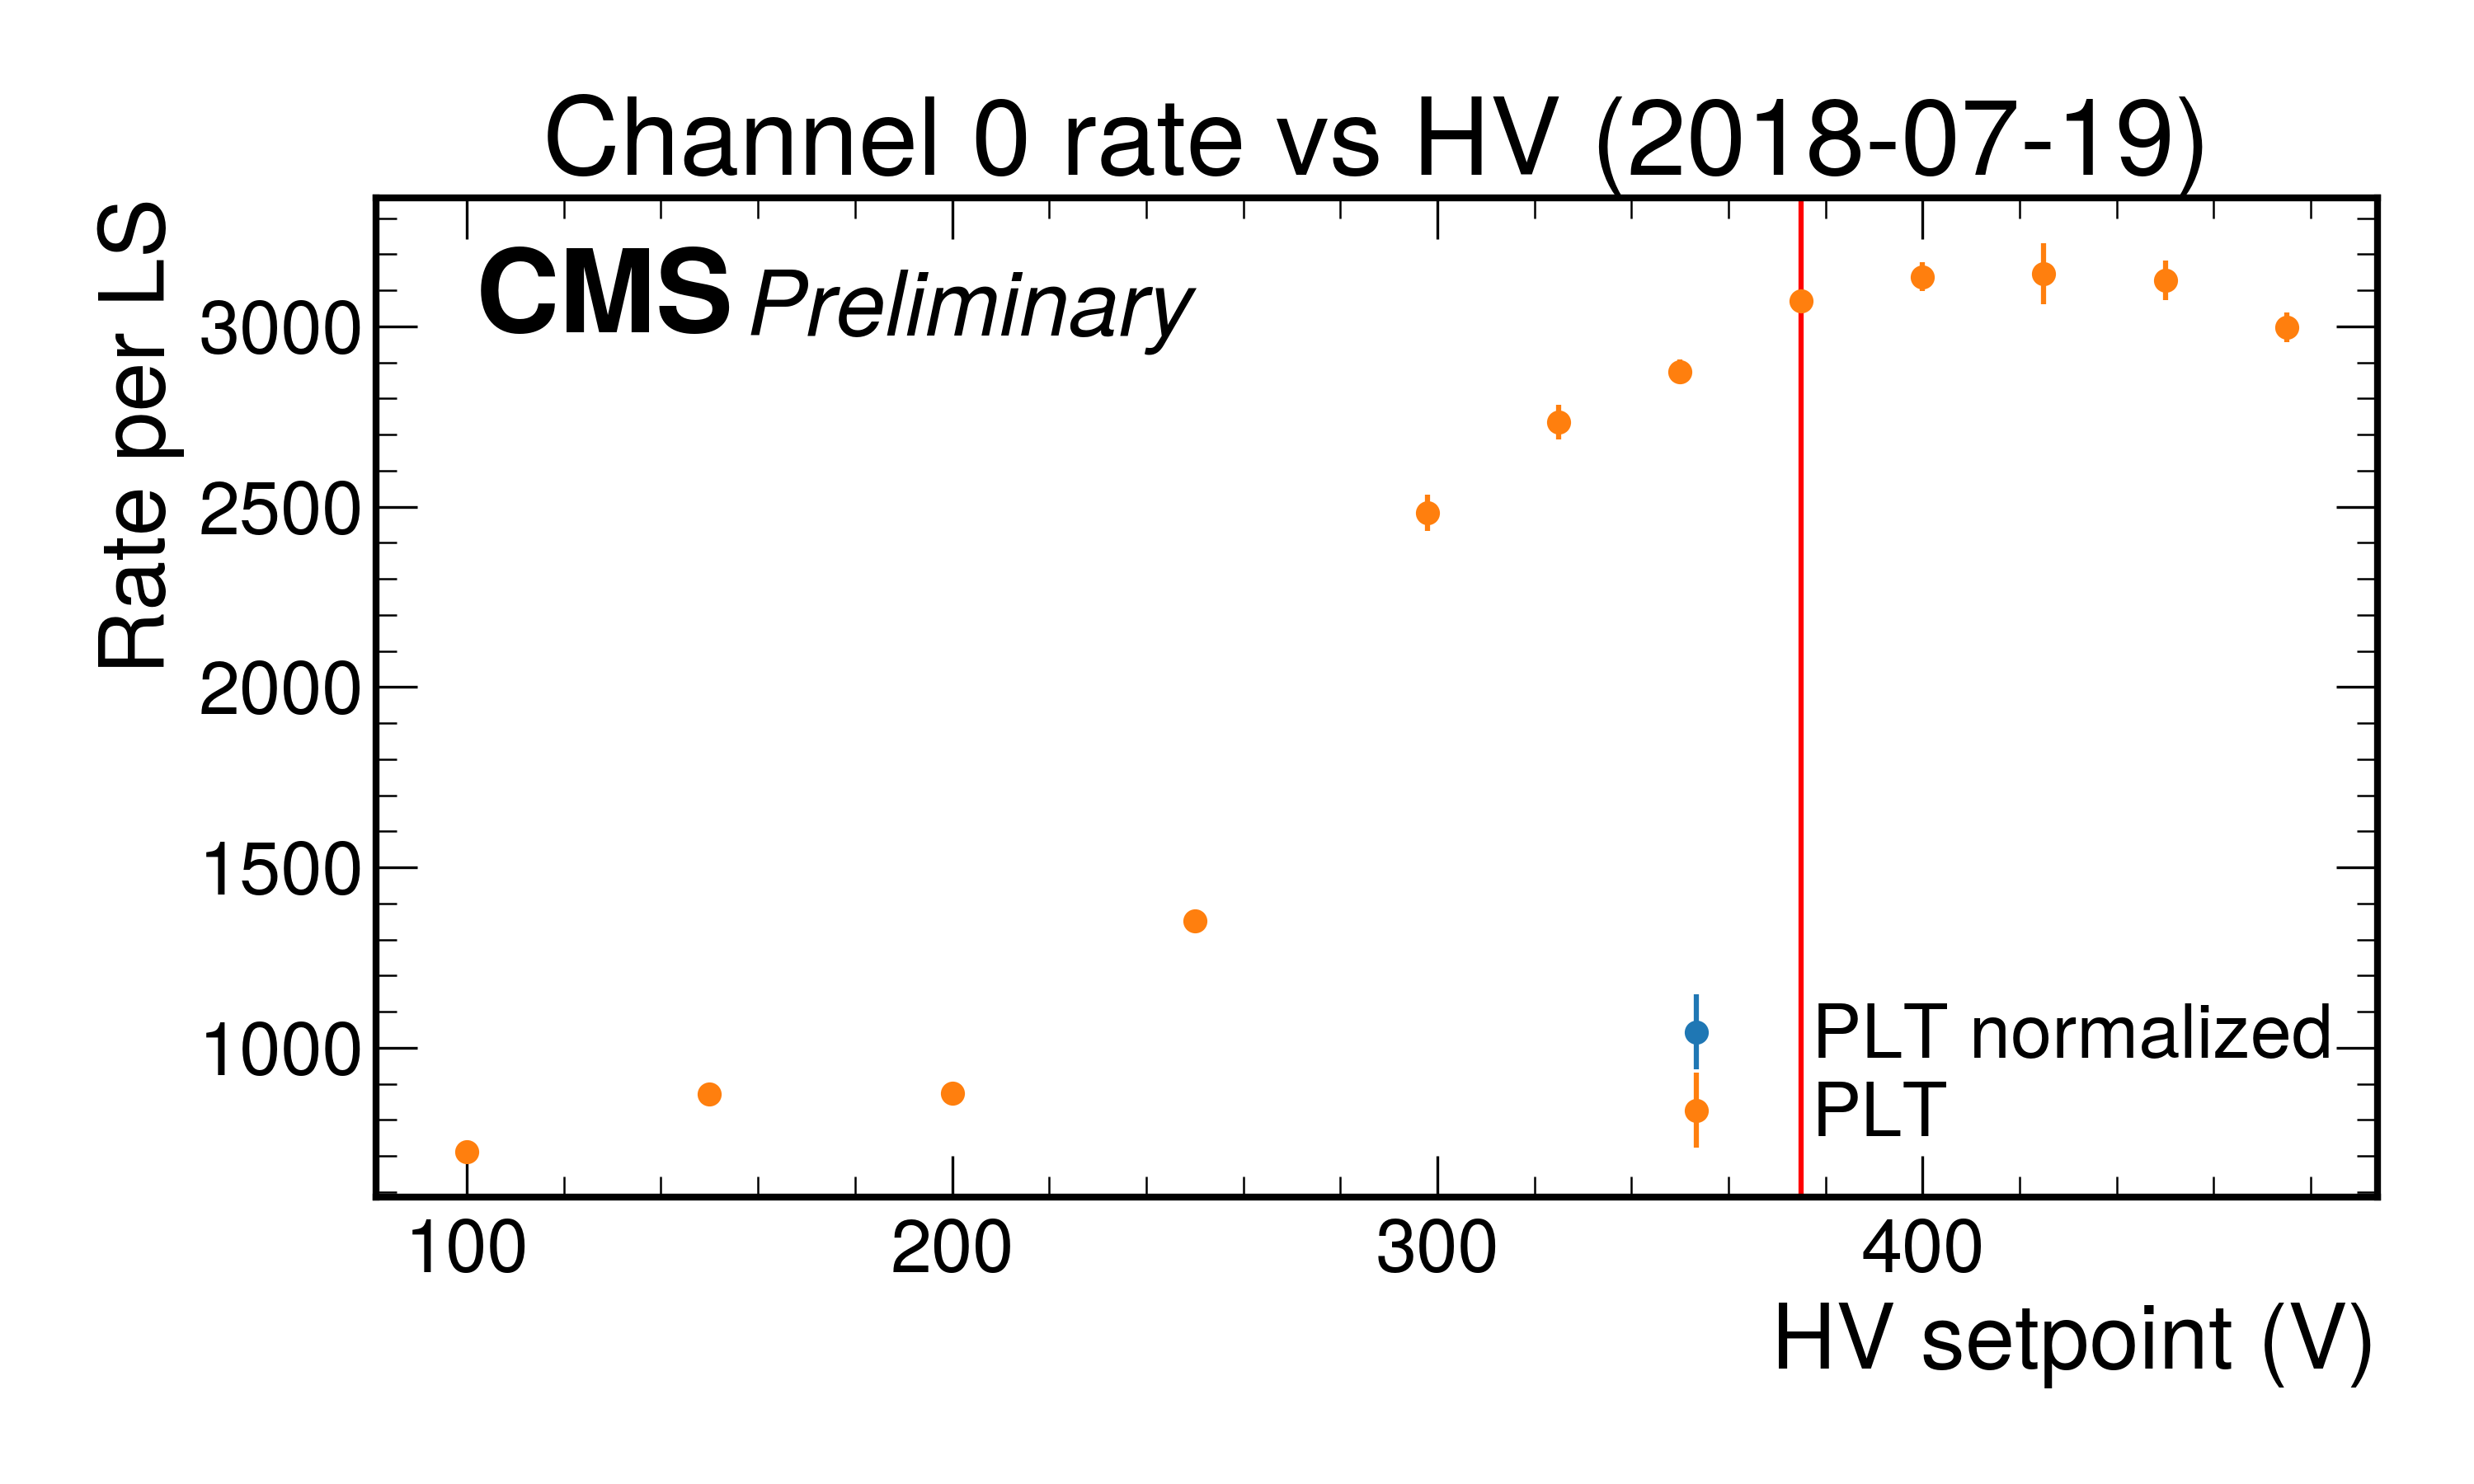 Channel 0 rate vs HV (2018-07-19)
CMS Preliminary
Rate per LS
3000
2500
2000
1500
1000
PLT normalized
PLT
100 200 300 400
HV setpoint (V)